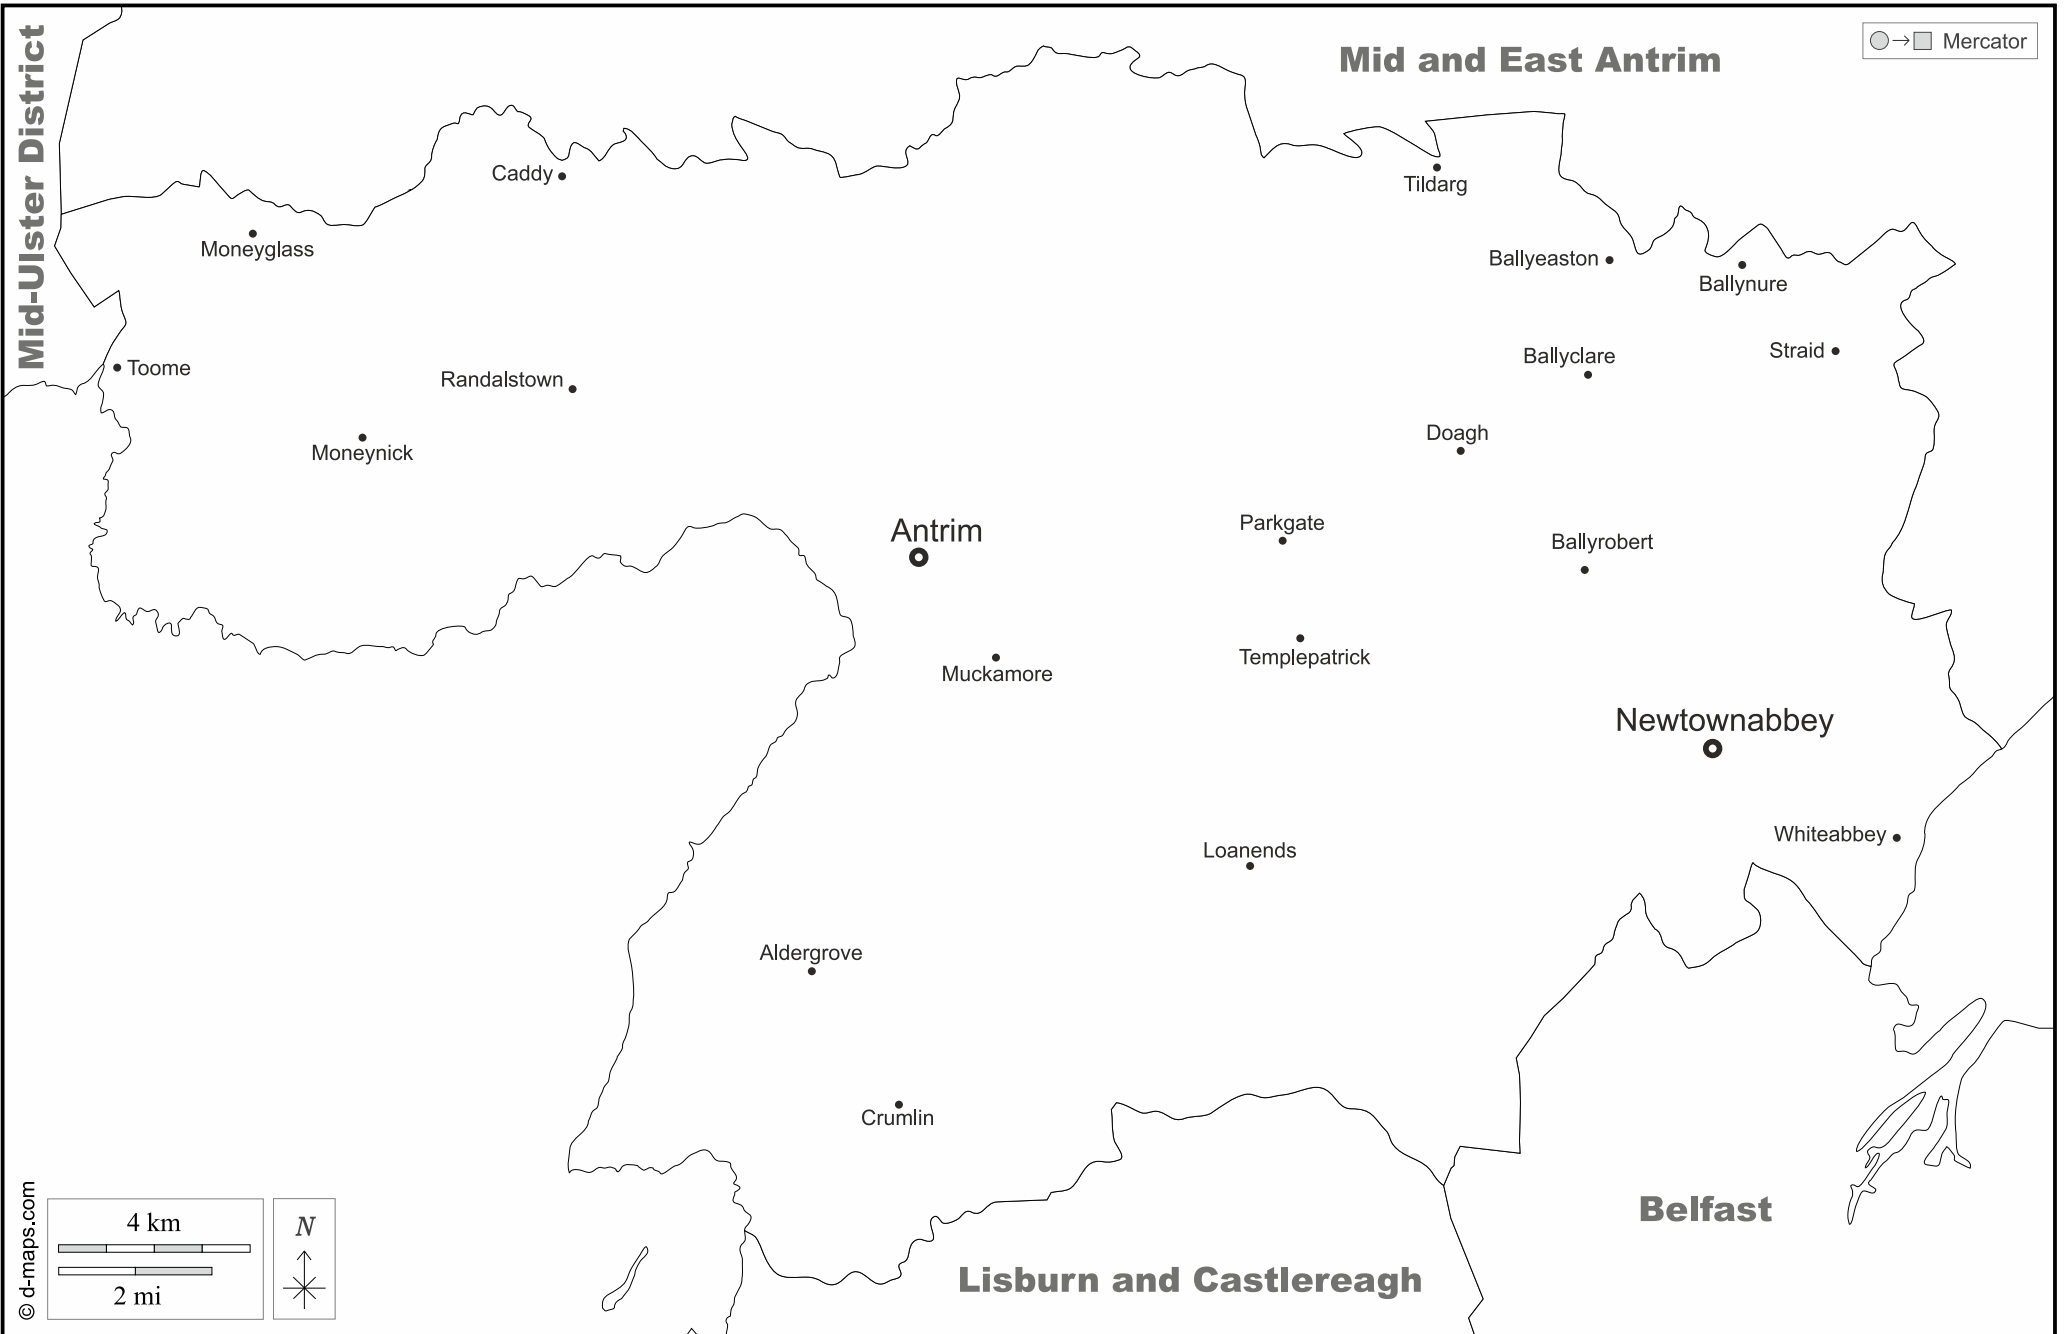 Mid-Ulster District
Mid and East Antrim
Mercator
Caddy
Tildarg
Moneyglass
Ballyeaston
Ballynure
Toome
Randalstown
Ballyclare
Straid
Moneynick
Doagh
Antrim
Parkgate
Ballyrobert
Muckamore
Templepatrick
Newtownabbey
Whiteabbey
Loanends
Aldergrove
Crumlin
Belfast
Lisburn and Castlereagh
© d-maps.com
4 km
2 mi
N